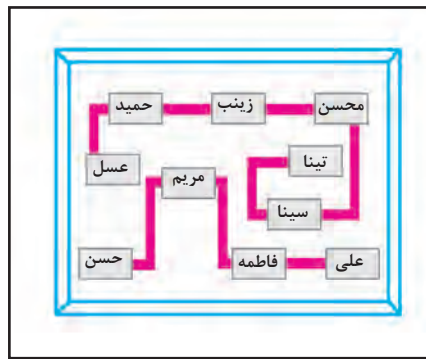 محسن
زینب
حمید
تینا
عسل
مریم
سینا
علی
فاطمه
حسن